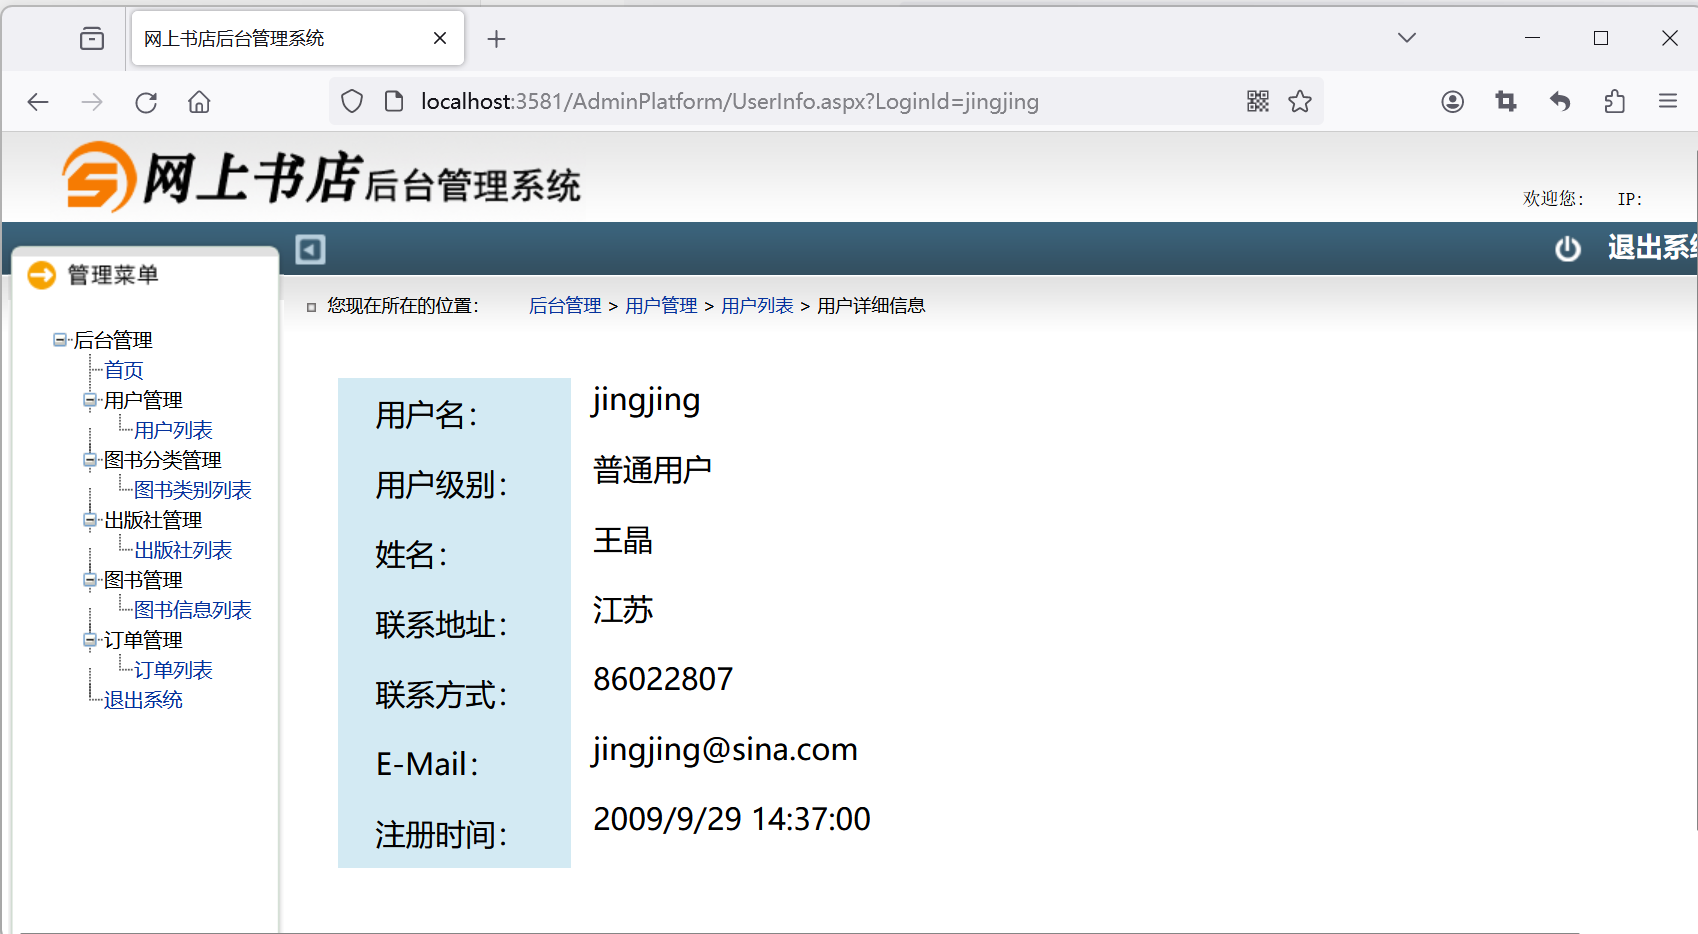 网上书店后台管理系统
localhost:3581/AdminPlatform/UserInfo.aspx?LoginId=jingjing
网上书店后台管理系统
欢迎您： IP:
退出系统
管理菜单
您现在所在的位置： 后台管理 > 用户管理 > 用户列表 > 用户详细信息
后台管理
首页
用户管理
用户列表
图书分类管理
图书类别列表
出版社管理
出版社列表
图书管理
图书信息列表
订单管理
订单列表
退出系统
用户名： jingjing
用户级别： 普通用户
姓名： 王晶
联系地址： 江苏
联系方式： 86022807
E-Mail： jingjing@sina.com
注册时间： 2009/9/29 14:37:00